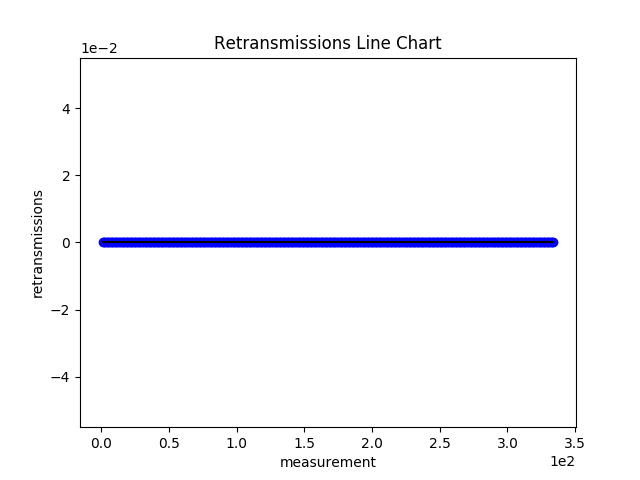 Retransmissions Line Chart
1e−2
4
2
0
−2
−4
retransmissions
0.0 0.5 1.0 1.5 2.0 2.5 3.0 3.5
1e2
measurement